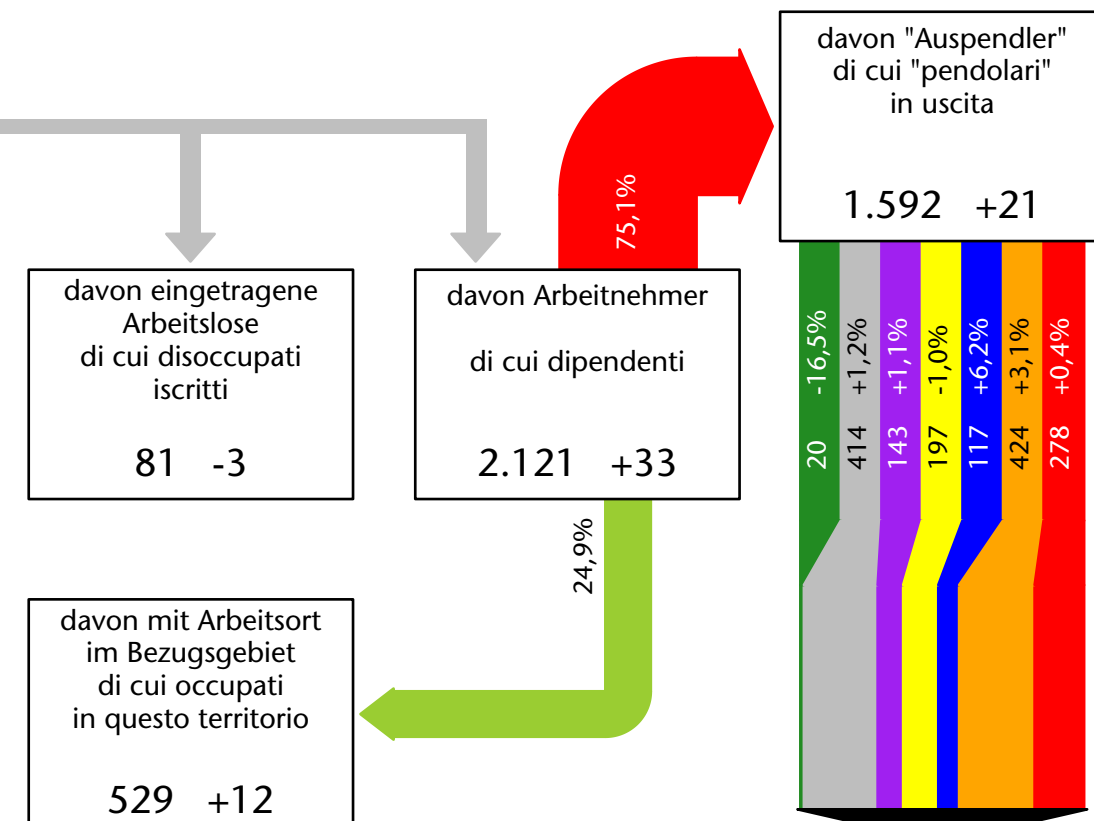 davon "Auspendler"
di cui "pendolari"
in uscita
1.592 +21
75,1%
davon eingetragene
Arbeitslose
di cui disoccupati
iscritti
81 -3
davon Arbeitnehmer
di cui dipendenti
2.121 +33
20 -16,5%
414 +1,2%
143 +1,1%
197 -1,0%
117 +6,2%
424 +3,1%
278 +0,4%
24,9%
davon mit Arbeitsort
im Bezugsgebiet
di cui occupati
in questo territorio
529 +12